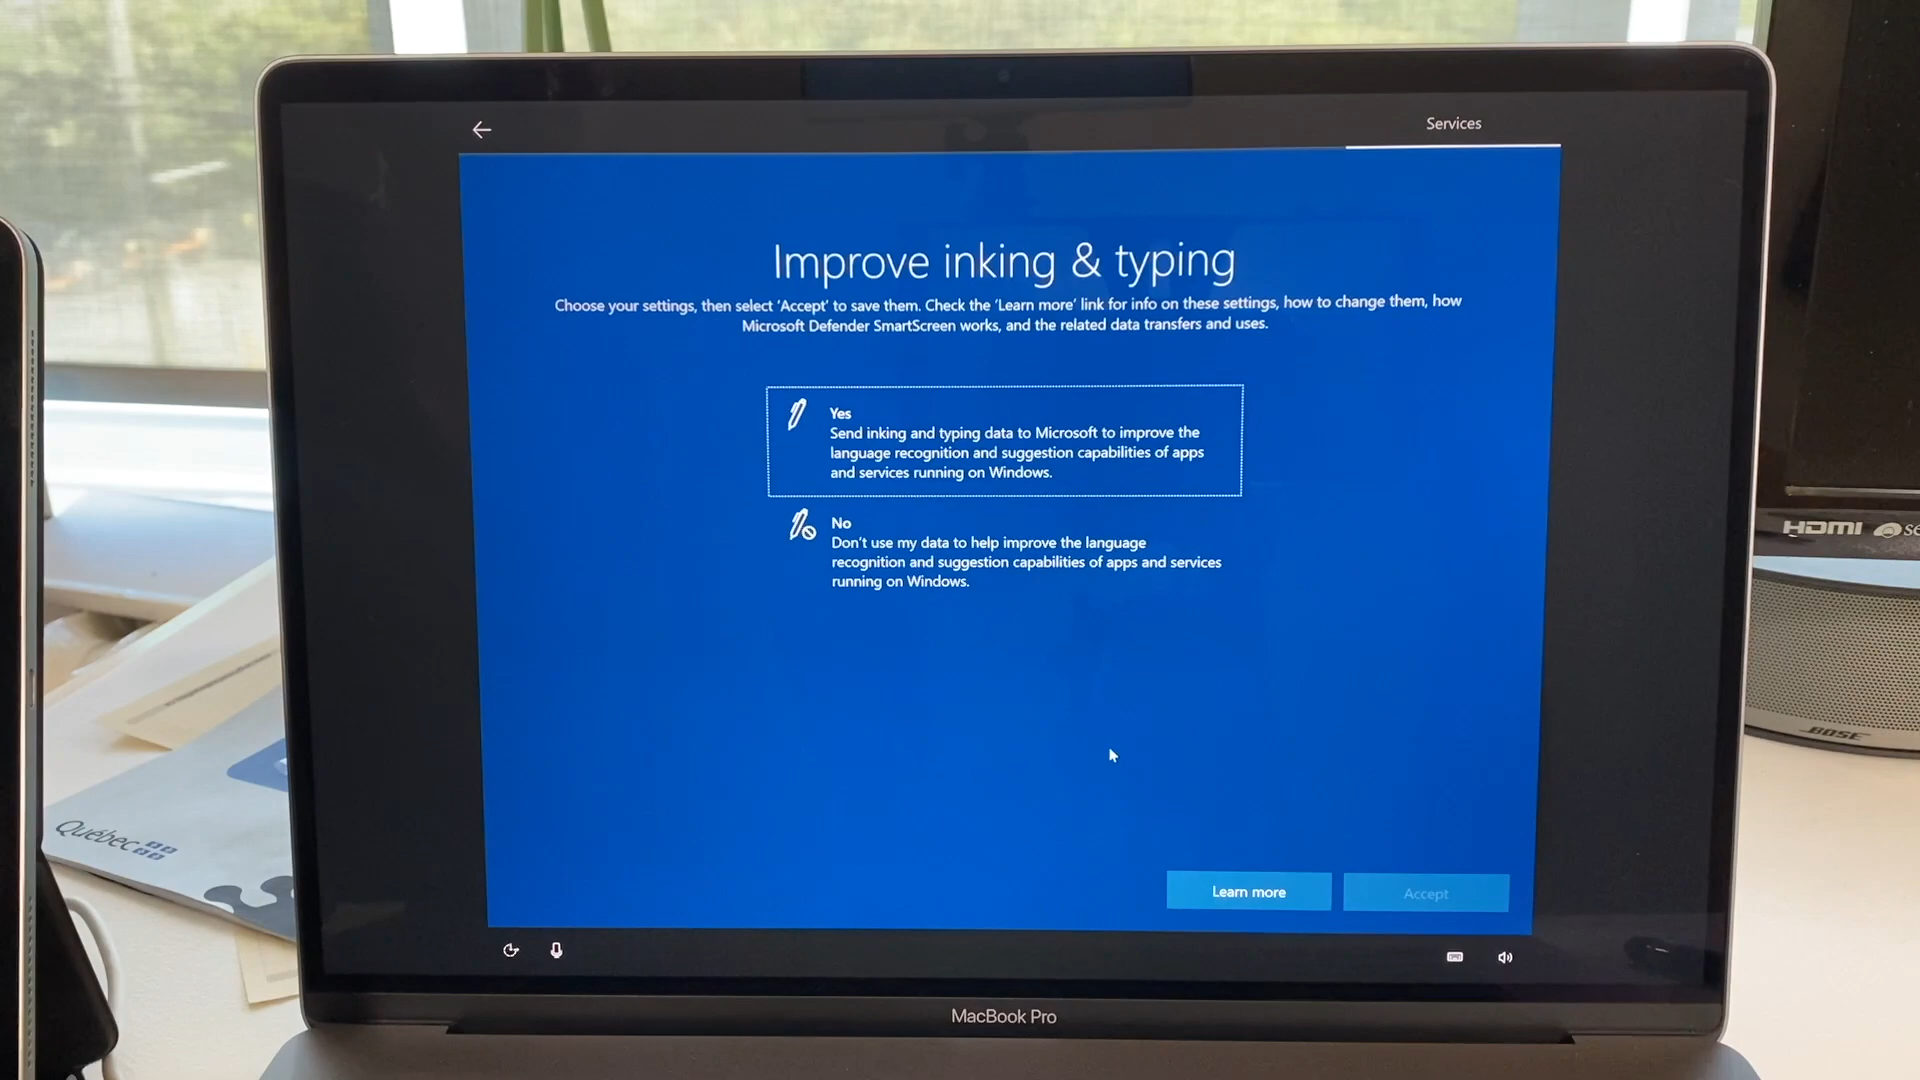 Services
Improve inking & typing
Choose your settings, then select 'Accept' to save them. Check the 'Learn more' link for info on these settings, how to change them, how
Microsoft Defender SmartScreen works, and the related data transfers and uses.
Yes
Send inking and typing data to Microsoft to improve the
language recognition and suggestion capabilities of apps
and services running on Windows.
No
Don't use my data to help improve the language
recognition and suggestion capabilities of apps and services
running on Windows.
Learn more
Accept
MacBook Pro
HDMI
BOSE
Québec